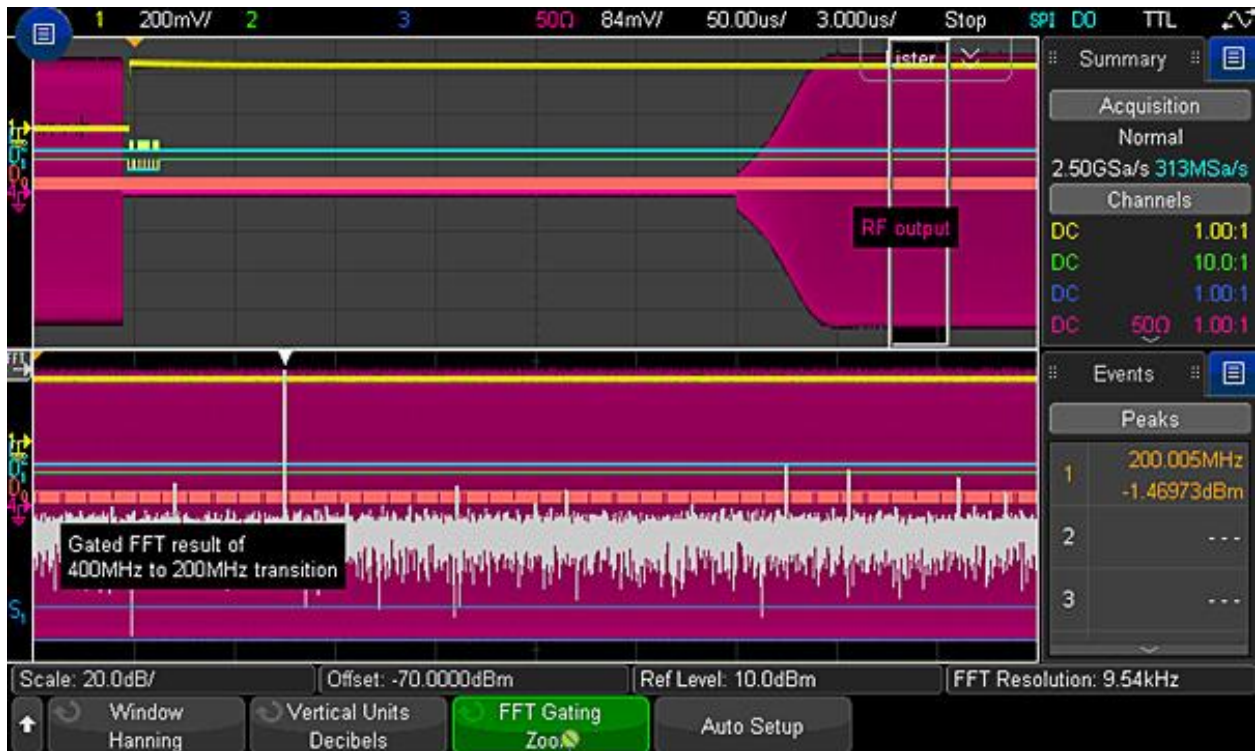 1 200mV/ 2 3 50Ω 84mV/ 50.00us/ 3.000us/ Stop SPI D0 TTL
Lister
Summary
Acquisition
Normal
2.50GSa/s 313MSa/s
Channels
DC 1.00:1
DC 10.0:1
DC 1.00:1
DC 50Ω 1.00:1
RF output
FFT
Events
Peaks
1 200.005MHz
-1.46973dBm
2 ---
3 ---
Gated FFT result of
400MHz to 200MHz transition
S1
Scale: 20.0dB/ Offset: -70.0000dBm Ref Level: 10.0dBm FFT Resolution: 9.54kHz
Window
Hanning
Vertical Units
Decibels
FFT Gating
Auto Setup